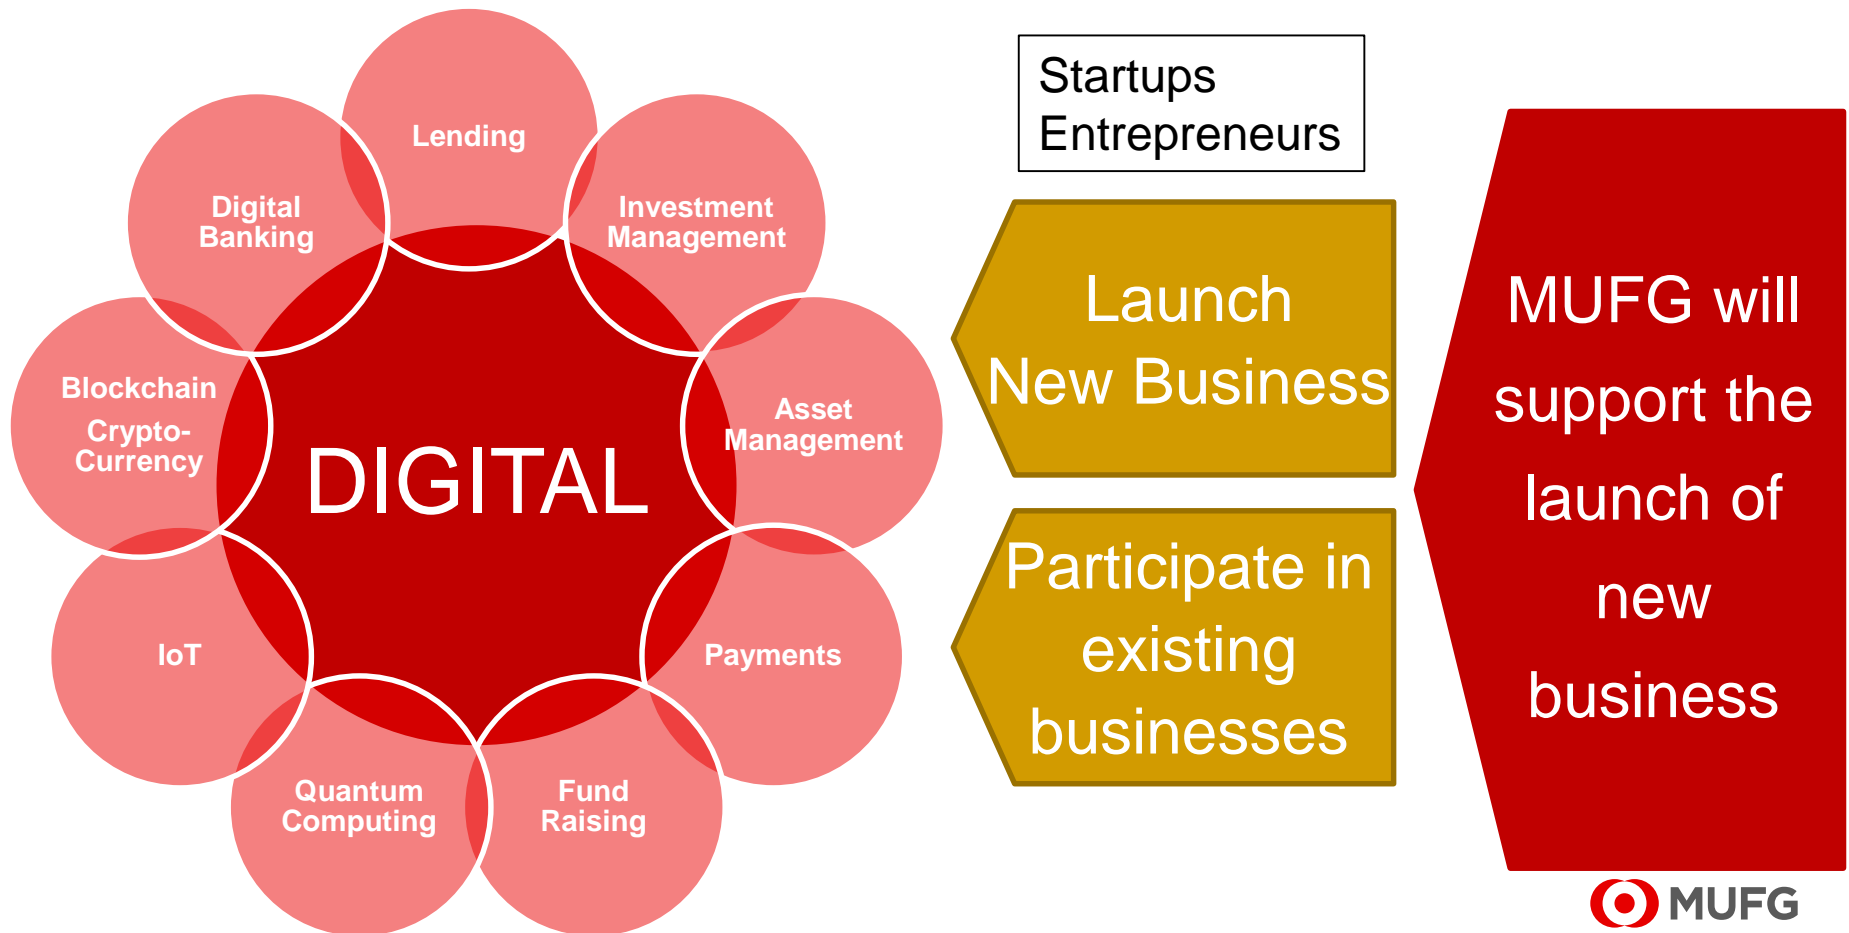 Lending
Investment
Management
Asset
Management
Payments
Fund
Raising
Quantum
Computing
IoT
Blockchain
Crypto-
Currency
Digital
Banking
DIGITAL
Startups
Entrepreneurs
Launch
New Business
Participate in
existing
businesses
MUFG will
support the
launch of
new
business
MUFG